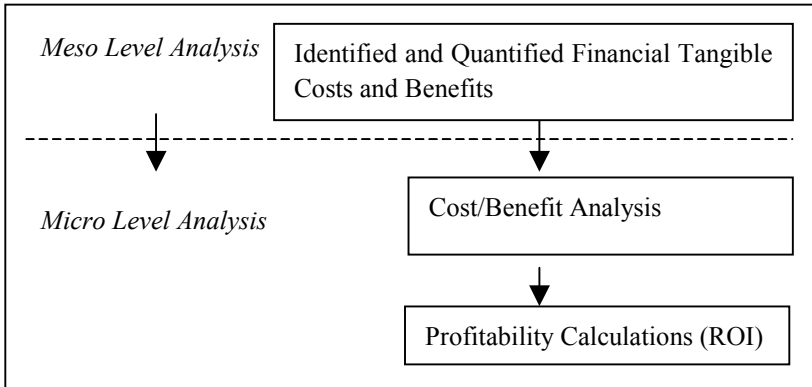 Meso Level Analysis
Identified and Quantified Financial Tangible
Costs and Benefits
Micro Level Analysis
Cost/Benefit Analysis
Profitability Calculations (ROI)